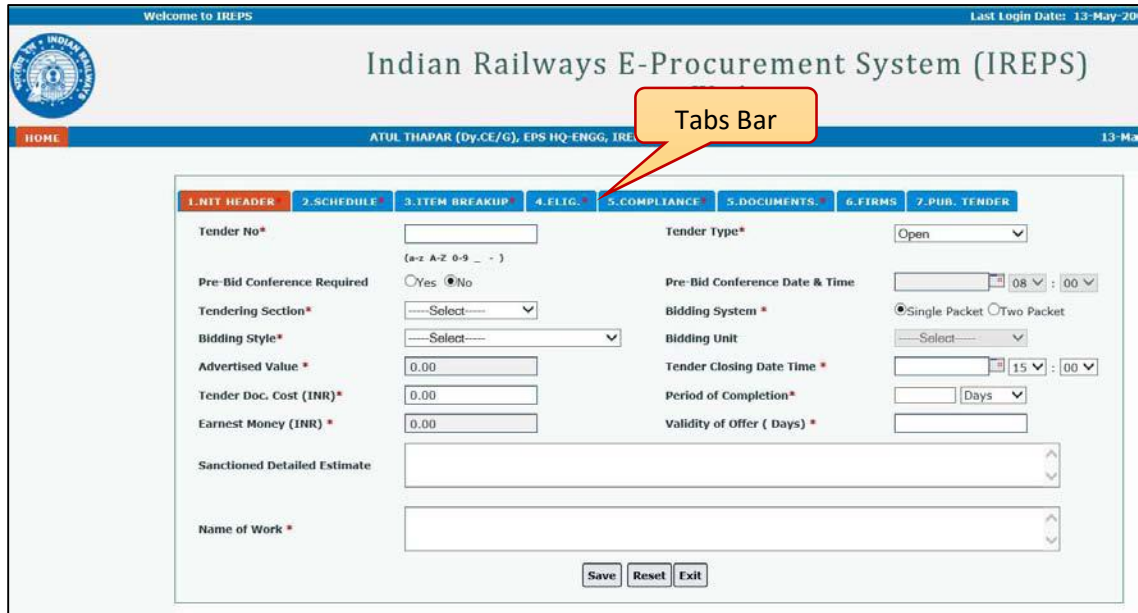 Welcome to IREPS Last Login Date: 13-May-20
INDIAN RAILWAYS
Indian Railways E-Procurement System (IREPS)
Tabs Bar
HOME ATUL THAPAR (Dy.CE/G), EPS HQ-ENGG, IRE 13-Ma
1.NIT HEADER* 2.SCHEDULE* 3.ITEM BREAKUP* 4.ELIG.* 5.COMPLIANCE* 5.DOCUMENTS.* 6.FIRMS 7.PUB. TENDER
Tender No* Tender Type* Open
(a-z A-Z 0-9 _ - )
Pre-Bid Conference Required Yes No Pre-Bid Conference Date & Time 08 : 00
Tendering Section* -----Select----- Bidding System * Single Packet Two Packet
Bidding Style* -----Select----- Bidding Unit -----Select-----
Advertised Value * 0.00 Tender Closing Date Time * 15 : 00
Tender Doc. Cost (INR)* 0.00 Period of Completion* Days
Earnest Money (INR) * 0.00 Validity of Offer ( Days) *
Sanctioned Detailed Estimate
Name of Work *
Save Reset Exit